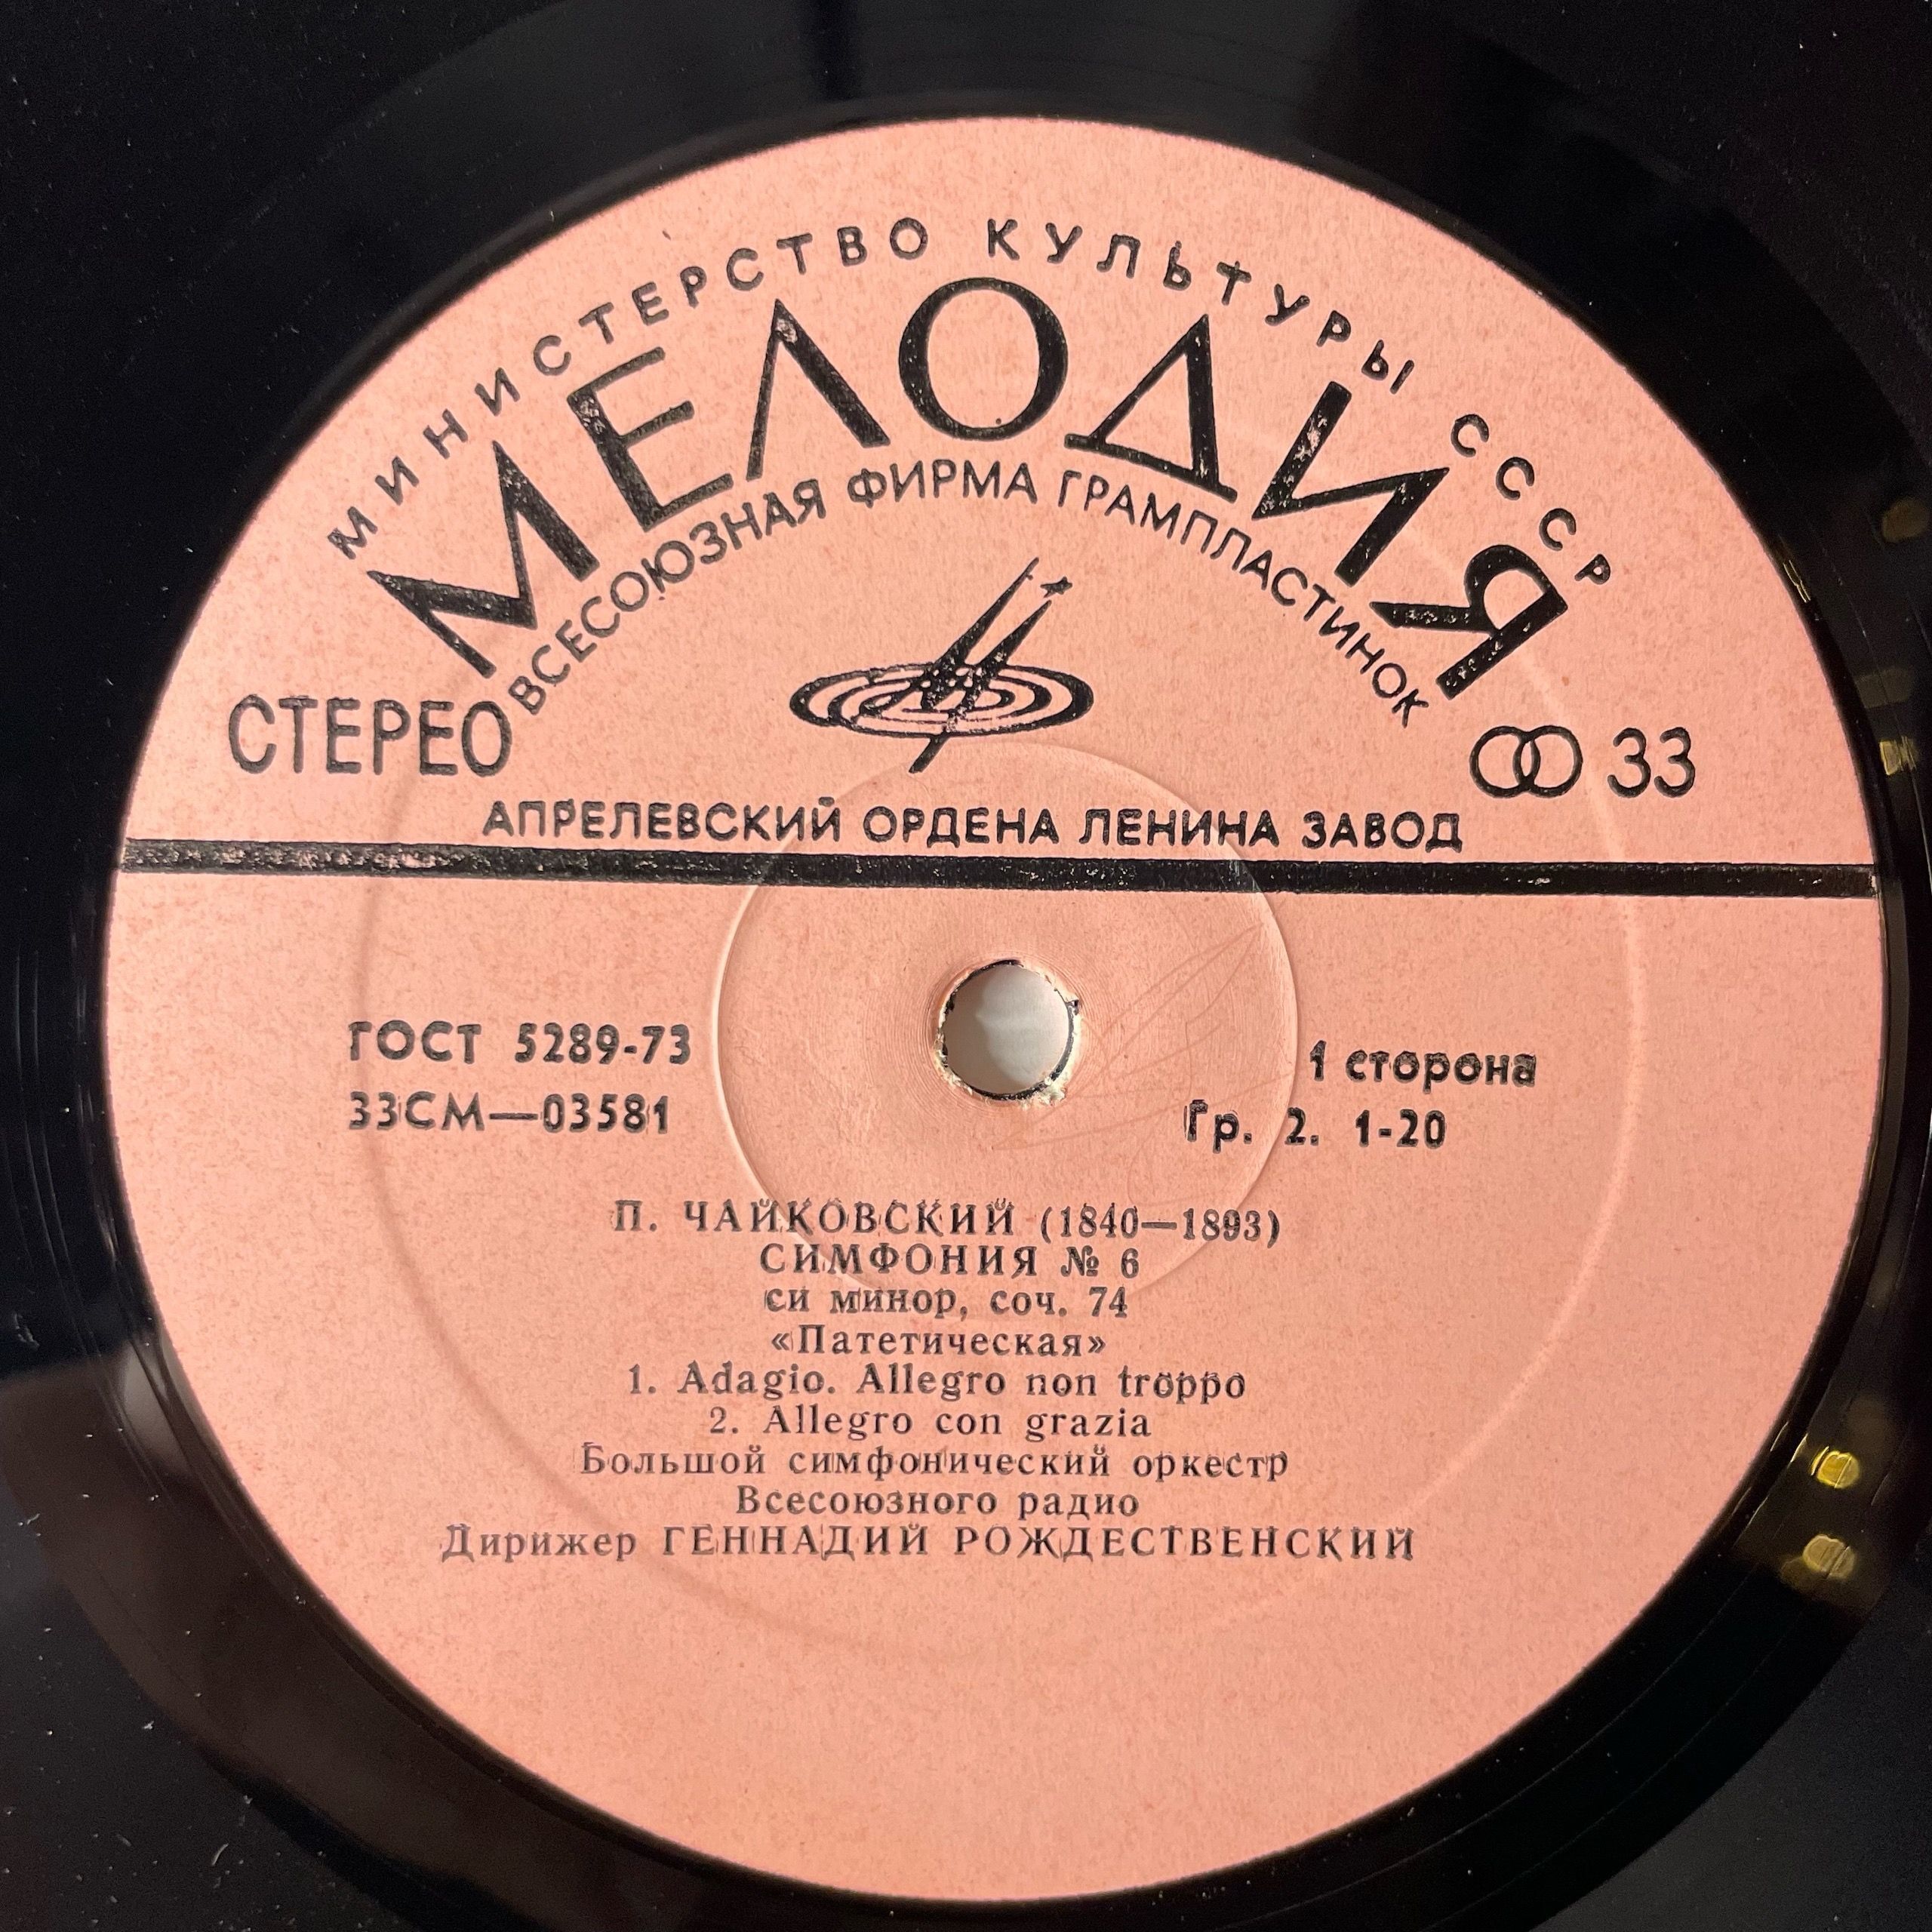 МИНИСТЕРСТВО КУЛЬТУРЫ СССР
МЕЛОДИЯ
ВСЕСОЮЗНАЯ ФИРМА ГРАМПЛАСТИНОК
СТЕРЕО 33
АПРЕЛЕВСКИЙ ОРДЕНА ЛЕНИНА ЗАВОД
ГОСТ 5289-73 1 сторона
33СМ—03581 Гр. 2. 1-20
П. ЧАЙКОВСКИЙ (1840—1893)
СИМФОНИЯ № 6
си минор, соч. 74
«Патетическая»
1. Adagio. Allegro non troppo
2. Allegro con grazia
Большой симфонический оркестр
Всесоюзного радио
Дирижер ГЕННАДИЙ РОЖДЕСТВЕНСКИЙ